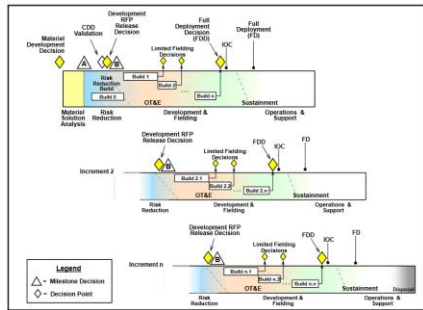 Materiel Development Decision
CDD Validation
Development RFP Release Decision
Full Deployment Decision (FDD)
Full Deployment (FD)
IOC
Limited Fielding Decisions
A
B
Build 1
Build 2
...
Build n
Risk Reduction Build
Build 0
OT&E
Sustainment
Materiel Solution Analysis
Risk Reduction
Development & Fielding
Operations & Support
Development RFP Release Decision
Limited Fielding Decisions
FDD
IOC
FD
B
Increment 2
Build 2.1
Build 2.2
...
Build 2.n
OT&E
Sustainment
Risk Reduction
Development & Fielding
Operations & Support
Development RFP Release Decision
Limited Fielding Decisions
FDD
IOC
FD
B
Increment n
Build n.1
Build n.2
...
Build n.n
OT&E
Sustainment
Disposal
Risk Reduction
Development & Fielding
Operations & Support
Legend
= Milestone Decision
= Decision Point